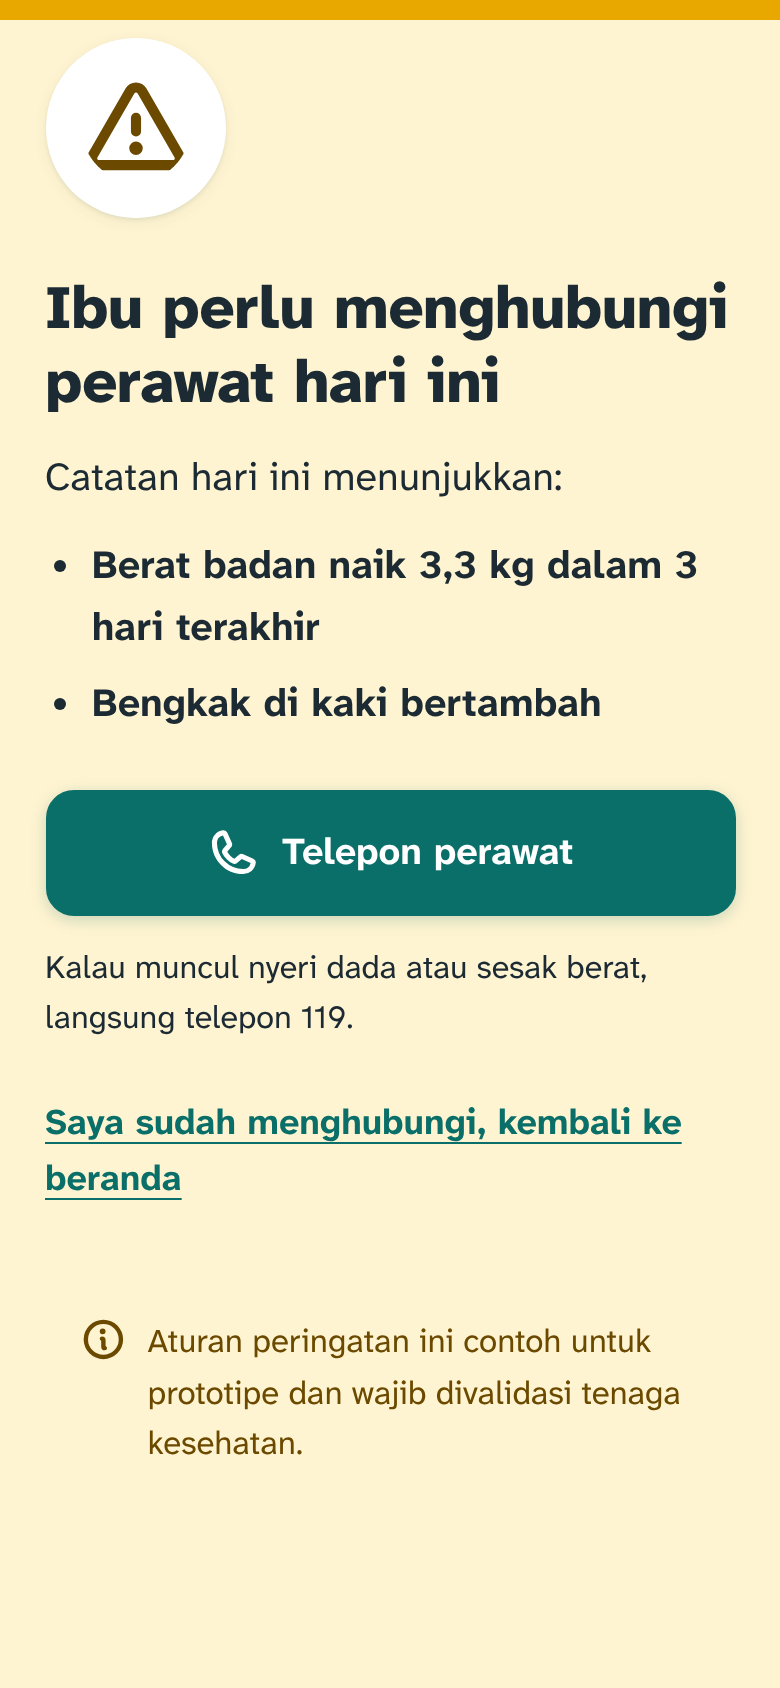 Ibu perlu menghubungi
perawat hari ini
Catatan hari ini menunjukkan:
• Berat badan naik 3,3 kg dalam 3
hari terakhir
• Bengkak di kaki bertambah
Telepon perawat
Kalau muncul nyeri dada atau sesak berat,
langsung telepon 119.
Saya sudah menghubungi, kembali ke
beranda
Aturan peringatan ini contoh untuk
prototipe dan wajib divalidasi tenaga
kesehatan.